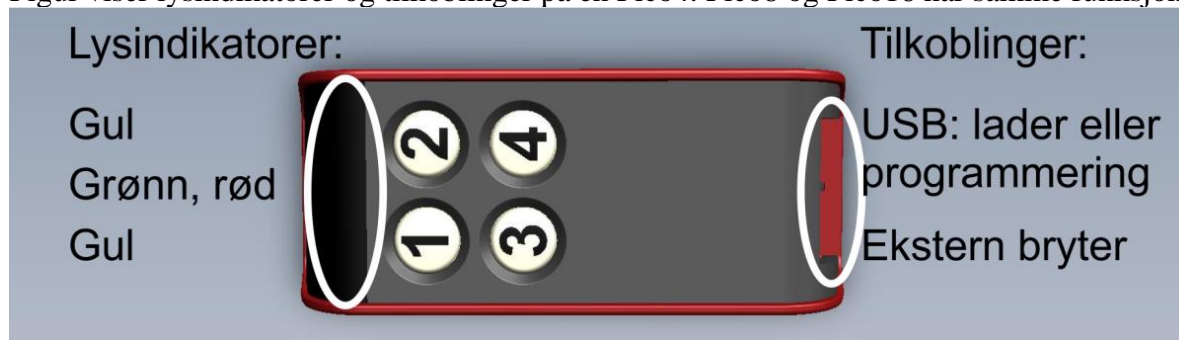 Lysindikatorer:
Gul
Grønn, rød
Gul
2 4
1 3
Tilkoblinger:
USB: lader eller
programmering
Ekstern bryter